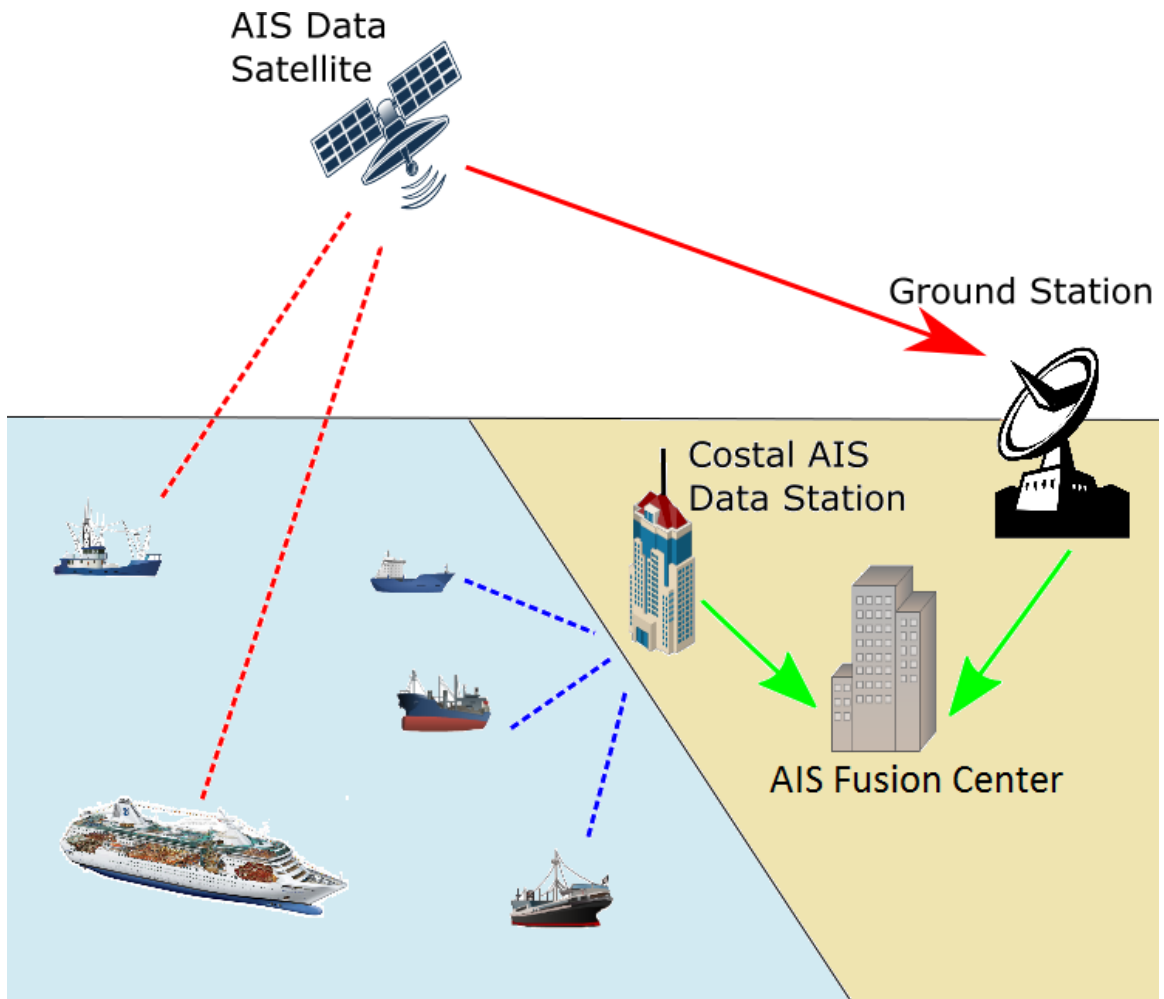 AIS Data
Satellite
Ground Station
Costal AIS
Data Station
AIS Fusion Center